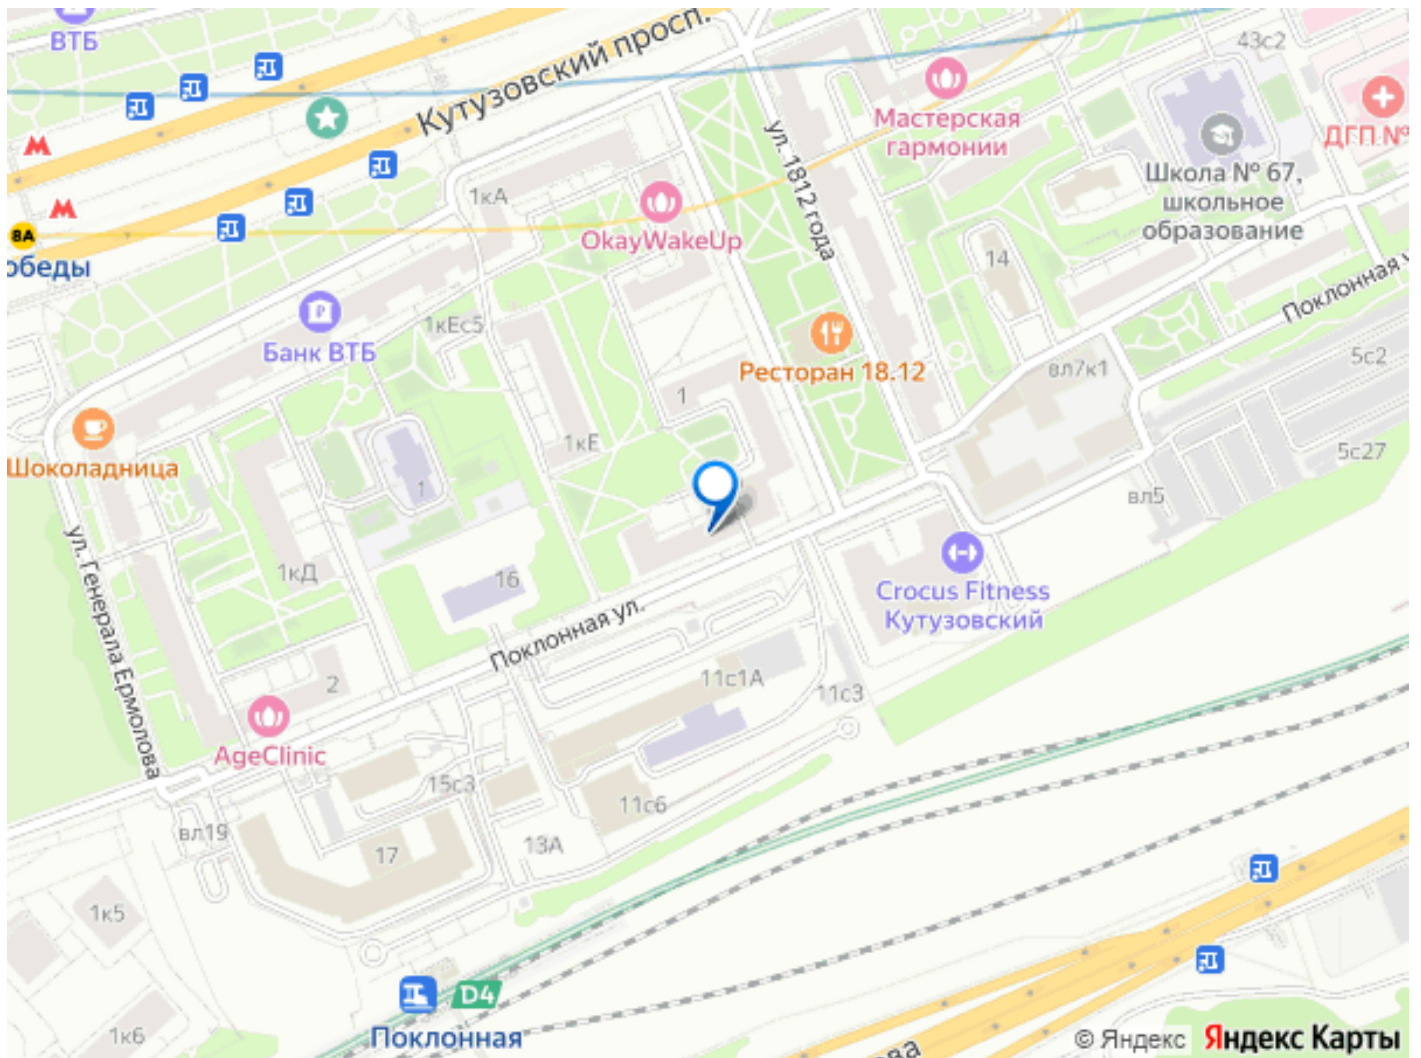 ВТБ
Кутузовский просп.
43с2
Мастерская
гармонии
ДГП №
ул. 1812 года
Школа № 67,
школьное
образование
1кА
OkayWakeUp
8А
обеды
14
Поклонная у
1кЕс5
Банк ВТБ
Ресторан 18.12
вл7к1
5с2
1
Шоколадница
1кЕ
5с27
1
вл5
ул. Генерала Ермолова
1кД
16
Crocus Fitness
Кутузовский
Поклонная ул.
2
11с1А
11с3
AgeClinic
15с3
11с6
вл19
17
13А
1к5
D4
Поклонная
1к6
ова
© Яндекс Яндекс Карты